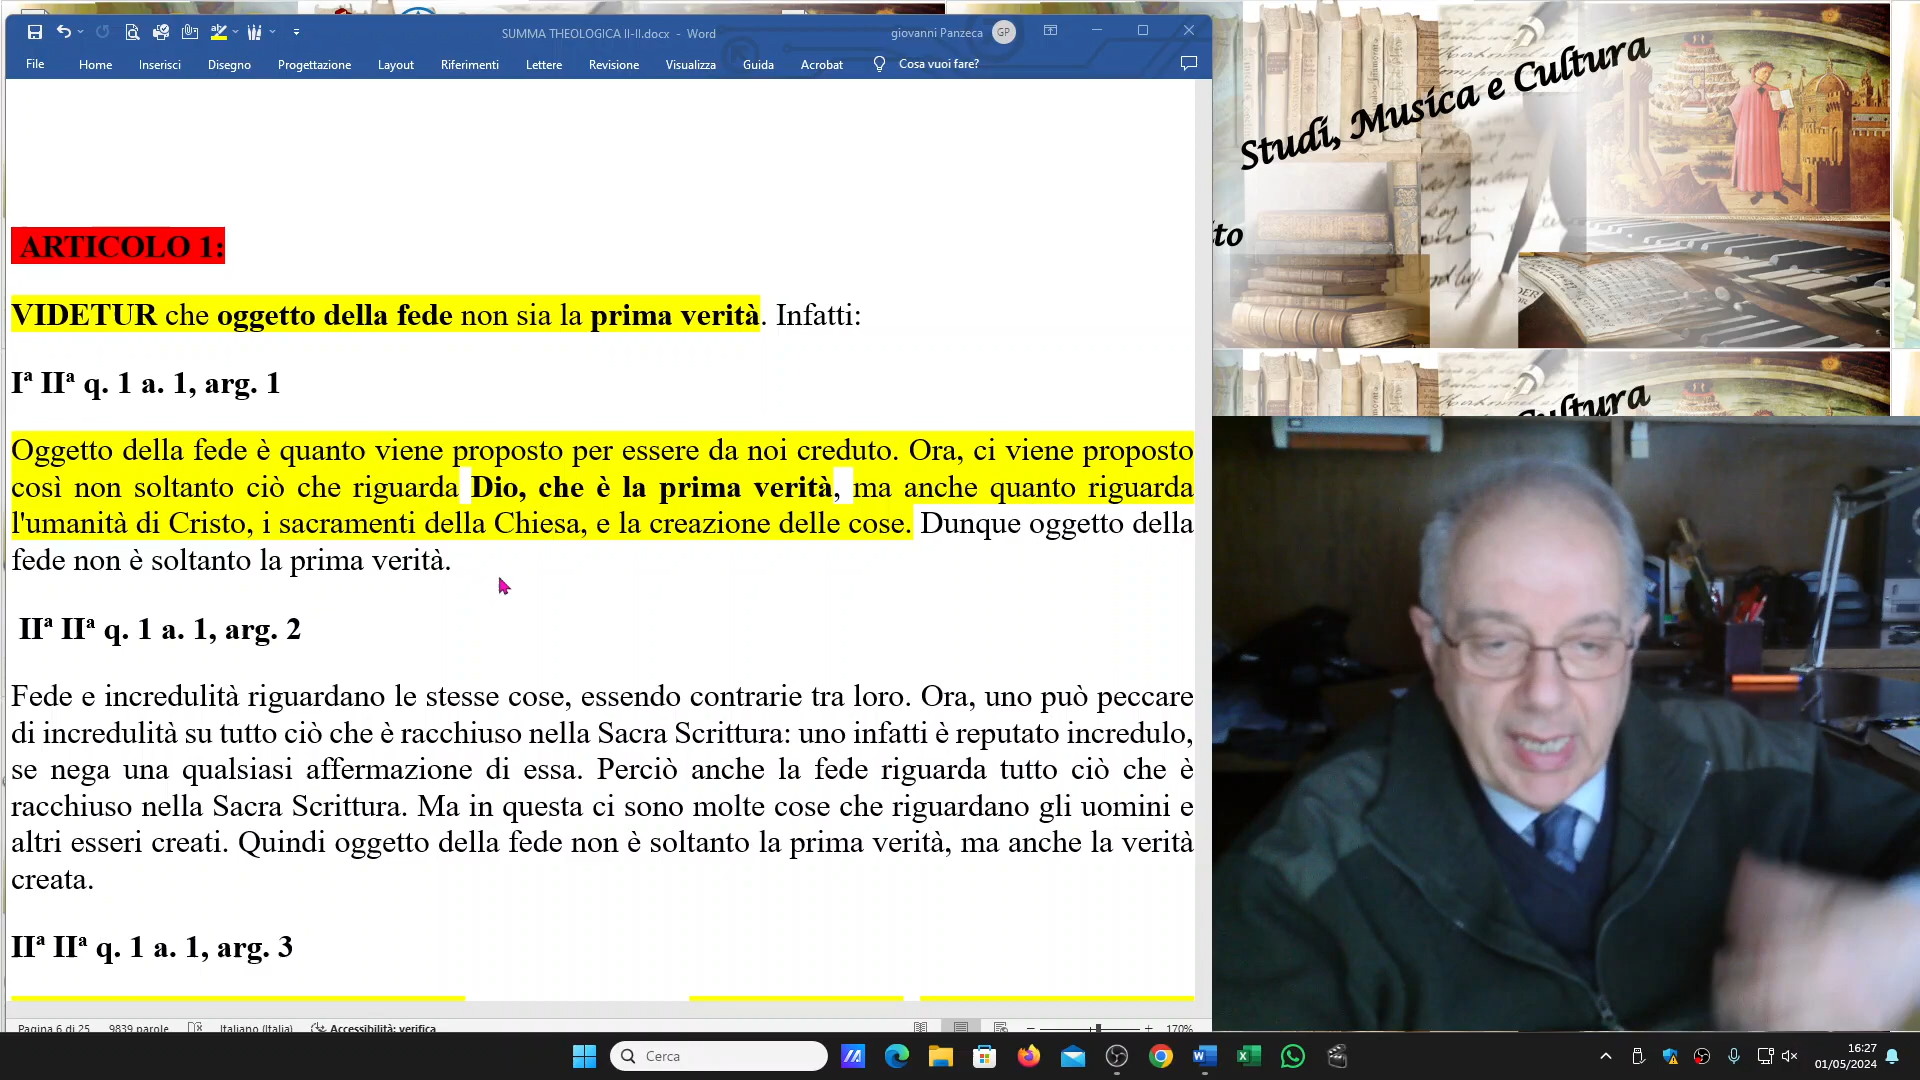 SUMMA THEOLOGICA II-II.docx - Word
giovanni Panzeca GP
File Home Inserisci Disegno Progettazione Layout Riferimenti Lettere Revisione Visualizza Guida Acrobat Cosa vuoi fare?
Studi, Musica e Cultura
ARTICOLO 1:
VIDETUR che oggetto della fede non sia la prima verità. Infatti:
Iª IIª q. 1 a. 1, arg. 1
Oggetto della fede è quanto viene proposto per essere da noi creduto. Ora, ci viene proposto
così non soltanto ciò che riguarda Dio, che è la prima verità, ma anche quanto riguarda
l'umanità di Cristo, i sacramenti della Chiesa, e la creazione delle cose. Dunque oggetto della
fede non è soltanto la prima verità.
IIª IIª q. 1 a. 1, arg. 2
Fede e incredulità riguardano le stesse cose, essendo contrarie tra loro. Ora, uno può peccare
di incredulità su tutto ciò che è racchiuso nella Sacra Scrittura: uno infatti è reputato incredulo,
se nega una qualsiasi affermazione di essa. Perciò anche la fede riguarda tutto ciò che è
racchiuso nella Sacra Scrittura. Ma in questa ci sono molte cose che riguardano gli uomini e
altri esseri creati. Quindi oggetto della fede non è soltanto la prima verità, ma anche la verità
creata.
IIª IIª q. 1 a. 1, arg. 3
Pagina 6 di 25 9839 parole Italiano (Italia) Accessibilità: verifica 170%
Cerca
16:27
01/05/2024